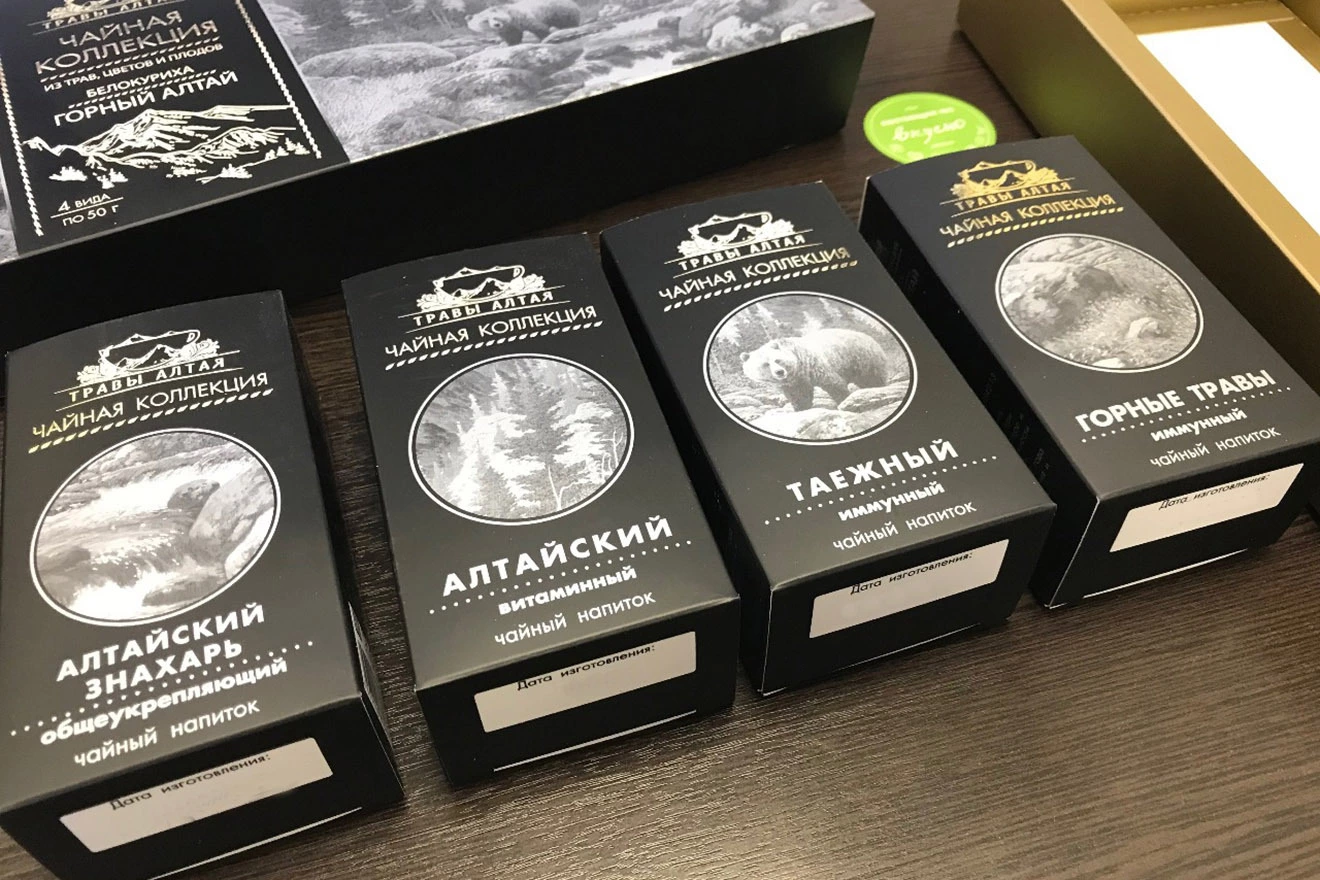 ТРАВЫ АЛТАЯ
ЧАЙНАЯ
КОЛЛЕКЦИЯ
ИЗ ТРАВ, ЦВЕТОВ И ПЛОДОВ
БЕЛОКУРИХА
ГОРНЫЙ АЛТАЙ
4 ВИДА
ПО 50 Г
вкусно
ТРАВЫ АЛТАЯ
ЧАЙНАЯ КОЛЛЕКЦИЯ
АЛТАЙСКИЙ
ЗНАХАРЬ
общеукрепляющий
чайный напиток
Дата изготовления:
ТРАВЫ АЛТАЯ
ЧАЙНАЯ КОЛЛЕКЦИЯ
АЛТАЙСКИЙ
витаминный
чайный напиток
Дата изготовления:
ТРАВЫ АЛТАЯ
ЧАЙНАЯ КОЛЛЕКЦИЯ
ТАЕЖНЫЙ
иммунный
чайный напиток
Дата изготовления:
ТРАВЫ АЛТАЯ
ЧАЙНАЯ КОЛЛЕКЦИЯ
ГОРНЫЕ ТРАВЫ
иммунный
чайный напиток
Дата изготовления: